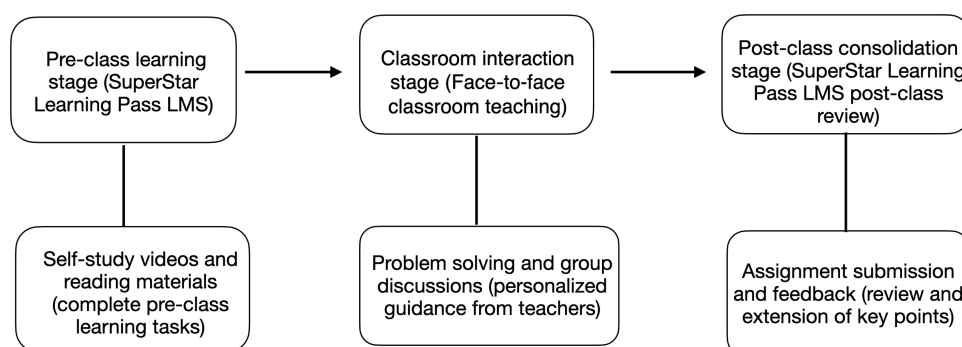 Pre-class learning
stage (SuperStar
Learning Pass LMS)
Classroom interaction
stage (Face-to-face
classroom teaching)
Post-class consolidation
stage (SuperStar Learning
Pass LMS post-class
review)
Self-study videos and
reading materials
(complete pre-class
learning tasks)
Problem solving and group
discussions (personalized
guidance from teachers)
Assignment submission
and feedback (review and
extension of key points)